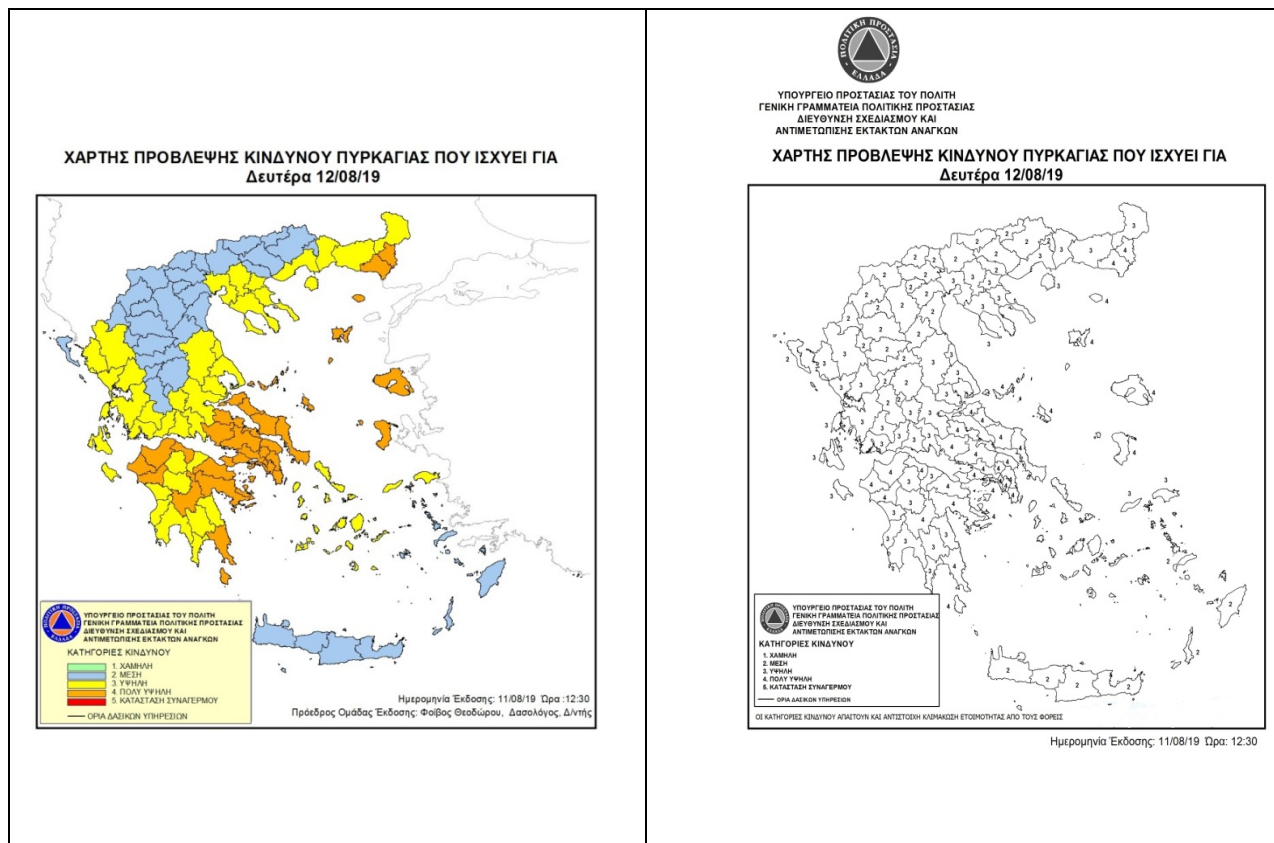 ΧΑΡΤΗΣ ΠΡΟΒΛΕΨΗΣ ΚΙΝΔΥΝΟΥ ΠΥΡΚΑΓΙΑΣ ΠΟΥ ΙΣΧΥΕΙ ΓΙΑ
Δευτέρα 12/08/19
ΠΟΛΙΤΙΚΗ ΠΡΟΣΤΑΣΙΑ
ΕΛΛΑΔΑ
ΥΠΟΥΡΓΕΙΟ ΠΡΟΣΤΑΣΙΑΣ ΤΟΥ ΠΟΛΙΤΗ
ΓΕΝΙΚΗ ΓΡΑΜΜΑΤΕΙΑ ΠΟΛΙΤΙΚΗΣ ΠΡΟΣΤΑΣΙΑΣ
ΔΙΕΥΘΥΝΣΗ ΣΧΕΔΙΑΣΜΟΥ ΚΑΙ
ΑΝΤΙΜΕΤΩΠΙΣΗΣ ΕΚΤΑΚΤΩΝ ΑΝΑΓΚΩΝ
ΚΑΤΗΓΟΡΙΕΣ ΚΙΝΔΥΝΟΥ
1. ΧΑΜΗΛΗ
2. ΜΕΣΗ
3. ΥΨΗΛΗ
4. ΠΟΛΥ ΥΨΗΛΗ
5. ΚΑΤΑΣΤΑΣΗ ΣΥΝΑΓΕΡΜΟΥ
ΟΡΙΑ ΔΑΣΙΚΩΝ ΥΠΗΡΕΣΙΩΝ
Ημερομηνία Έκδοσης: 11/08/19 Ώρα :12:30
Πρόεδρος Ομάδας Έκδοσης: Φοίβος Θεοδώρου, Δασολόγος, Δ/ντής
ΠΟΛΙΤΙΚΗ ΠΡΟΣΤΑΣΙΑ
ΕΛΛΑΔΑ
ΥΠΟΥΡΓΕΙΟ ΠΡΟΣΤΑΣΙΑΣ ΤΟΥ ΠΟΛΙΤΗ
ΓΕΝΙΚΗ ΓΡΑΜΜΑΤΕΙΑ ΠΟΛΙΤΙΚΗΣ ΠΡΟΣΤΑΣΙΑΣ
ΔΙΕΥΘΥΝΣΗ ΣΧΕΔΙΑΣΜΟΥ ΚΑΙ
ΑΝΤΙΜΕΤΩΠΙΣΗΣ ΕΚΤΑΚΤΩΝ ΑΝΑΓΚΩΝ
ΧΑΡΤΗΣ ΠΡΟΒΛΕΨΗΣ ΚΙΝΔΥΝΟΥ ΠΥΡΚΑΓΙΑΣ ΠΟΥ ΙΣΧΥΕΙ ΓΙΑ
Δευτέρα 12/08/19
ΥΠΟΥΡΓΕΙΟ ΠΡΟΣΤΑΣΙΑΣ ΤΟΥ ΠΟΛΙΤΗ
ΓΕΝΙΚΗ ΓΡΑΜΜΑΤΕΙΑ ΠΟΛΙΤΙΚΗΣ ΠΡΟΣΤΑΣΙΑΣ
ΔΙΕΥΘΥΝΣΗ ΣΧΕΔΙΑΣΜΟΥ ΚΑΙ
ΑΝΤΙΜΕΤΩΠΙΣΗΣ ΕΚΤΑΚΤΩΝ ΑΝΑΓΚΩΝ
ΚΑΤΗΓΟΡΙΕΣ ΚΙΝΔΥΝΟΥ
1. ΧΑΜΗΛΗ
2. ΜΕΣΗ
3. ΥΨΗΛΗ
4. ΠΟΛΥ ΥΨΗΛΗ
5. ΚΑΤΑΣΤΑΣΗ ΣΥΝΑΓΕΡΜΟΥ
ΟΡΙΑ ΔΑΣΙΚΩΝ ΥΠΗΡΕΣΙΩΝ
ΟΙ ΚΑΤΗΓΟΡΙΕΣ ΚΙΝΔΥΝΟΥ ΑΠΑΙΤΟΥΝ ΚΑΙ ΑΝΤΙΣΤΟΙΧΗ ΚΛΙΜΑΚΩΣΗ ΕΤΟΙΜΟΤΗΤΑΣ ΑΠΟ ΤΟΥΣ ΦΟΡΕΙΣ
Ημερομηνία Έκδοσης: 11/08/19 Ώρα: 12:30